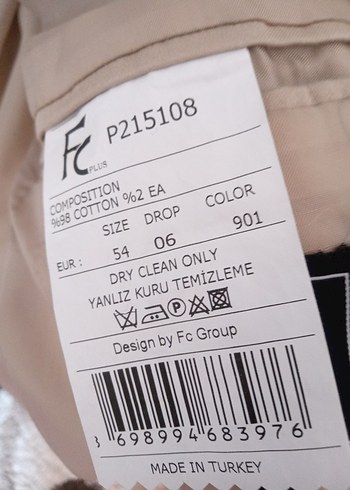 Fc
PLUS
P215108
COMPOSITION
%98 COTTON %2 EA
SIZE DROP COLOR
EUR : 54 06 901
DRY CLEAN ONLY
YANLIZ KURU TEMİZLEME
P
Design by Fc Group
3 698994 683976
MADE IN TURKEY